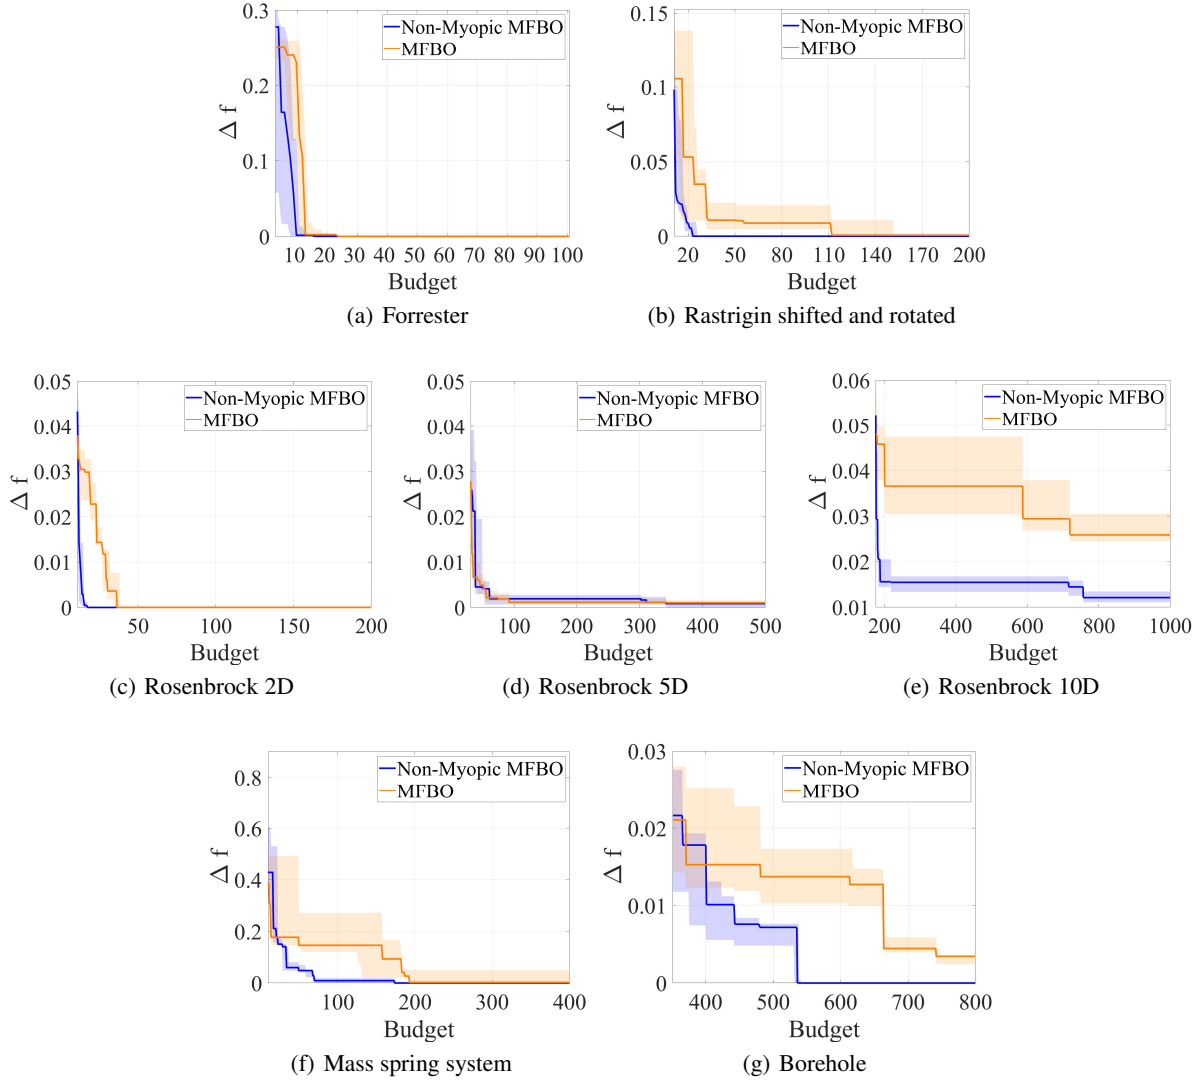 0.3
0.2
0.1
0
Δ f
Non-Myopic MFBO
MFBO
10 20 30 40 50 60 70 80 90 100
Budget
(a) Forrester
0.15
0.1
0.05
0
Δ f
Non-Myopic MFBO
MFBO
20 50 80 110 140 170 200
Budget
(b) Rastrigin shifted and rotated
0.05
0.04
0.03
0.02
0.01
0
Δ f
Non-Myopic MFBO
MFBO
50 100 150 200
Budget
(c) Rosenbrock 2D
0.05
0.04
0.03
0.02
0.01
0
Δ f
Non-Myopic MFBO
MFBO
100 200 300 400 500
Budget
(d) Rosenbrock 5D
0.06
0.05
0.04
0.03
0.02
0.01
Δ f
Non-Myopic MFBO
MFBO
200 400 600 800 1000
Budget
(e) Rosenbrock 10D
0.8
0.6
0.4
0.2
0
Δ f
Non-Myopic MFBO
MFBO
100 200 300 400
Budget
(f) Mass spring system
0.03
0.02
0.01
0
Δ f
Non-Myopic MFBO
MFBO
400 500 600 700 800
Budget
(g) Borehole